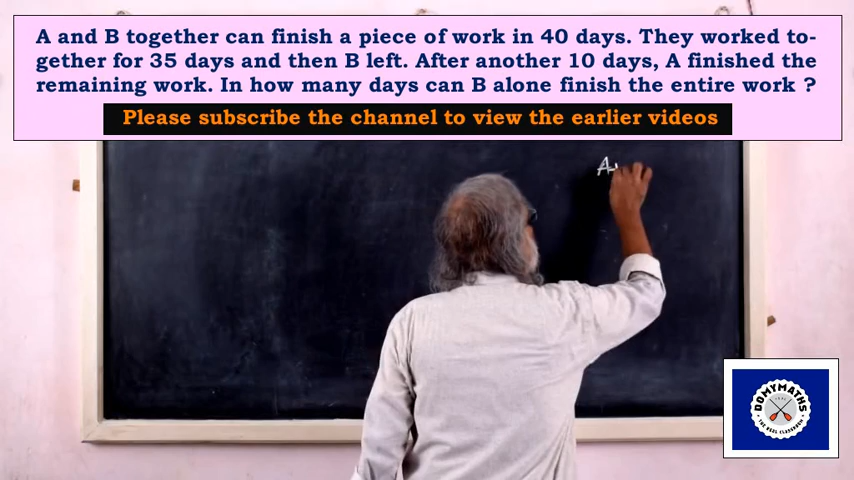 A and B together can finish a piece of work in 40 days. They worked to-
gether for 35 days and then B left. After another 10 days, A finished the
remaining work. In how many days can B alone finish the entire work ?
Please subscribe the channel to view the earlier videos
A
DOMYMATHS
THE REAL CLASSROOM